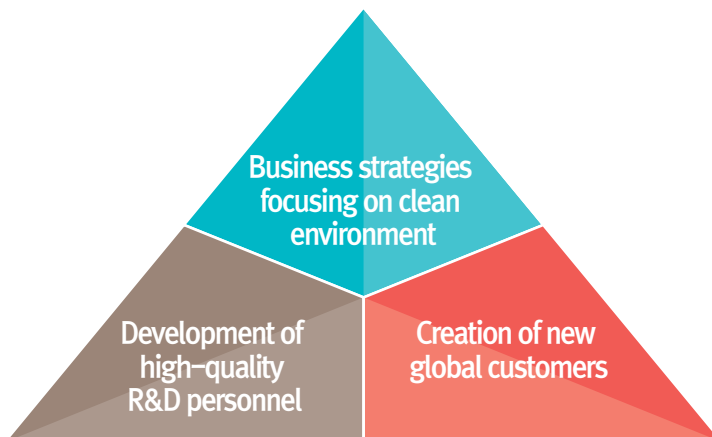 Business strategies
focusing on clean
environment
Development of
high-quality
R&D personnel
Creation of new
global customers